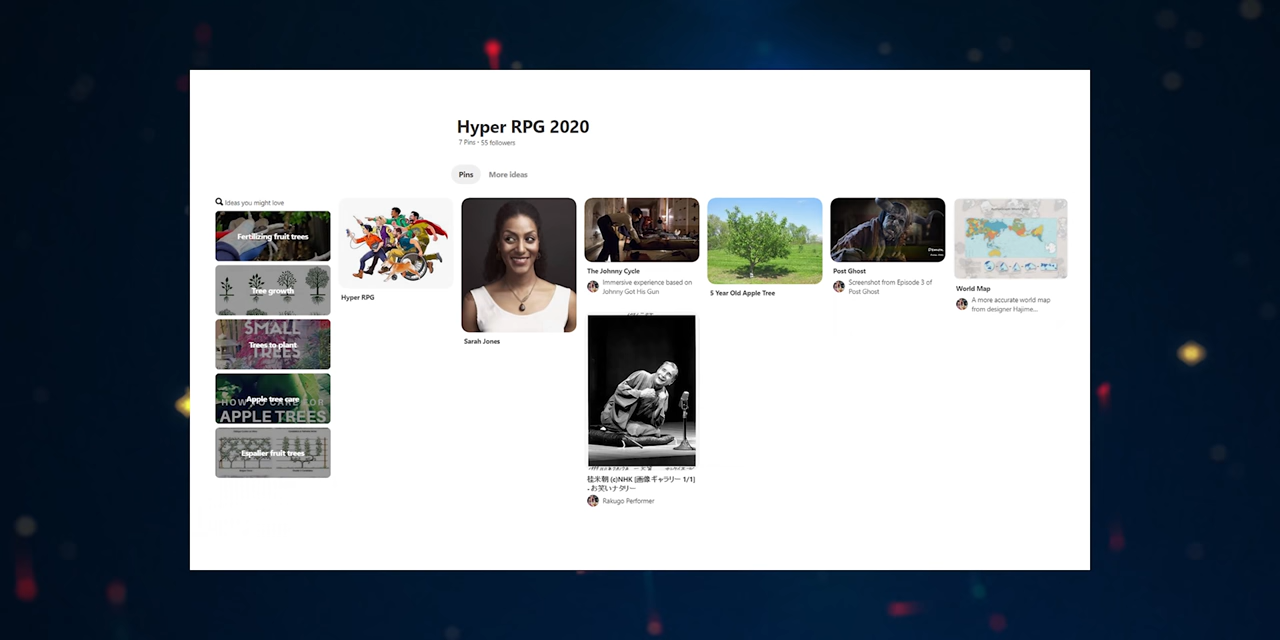 Hyper RPG 2020
7 Pins · 55 followers
Pins
More ideas
Ideas you might love
Fertilizing fruit trees
Tree growth
SMALL
TREES
Trees to plant
Apple tree care
HOW TO CARE FOR
APPLE TREES
Espalier fruit trees
Hyper RPG
Sarah Jones
The Johnny Cycle
Immersive experience based on
Johnny Got His Gun
桂米朝 (c)NHK [画像ギャラリー 1/1]
- お笑いナタリー
Rakugo Performer
5 Year Old Apple Tree
Post Ghost
Screenshot from Episode 3 of
Post Ghost
World Map
A more accurate world map
from designer Hajime...